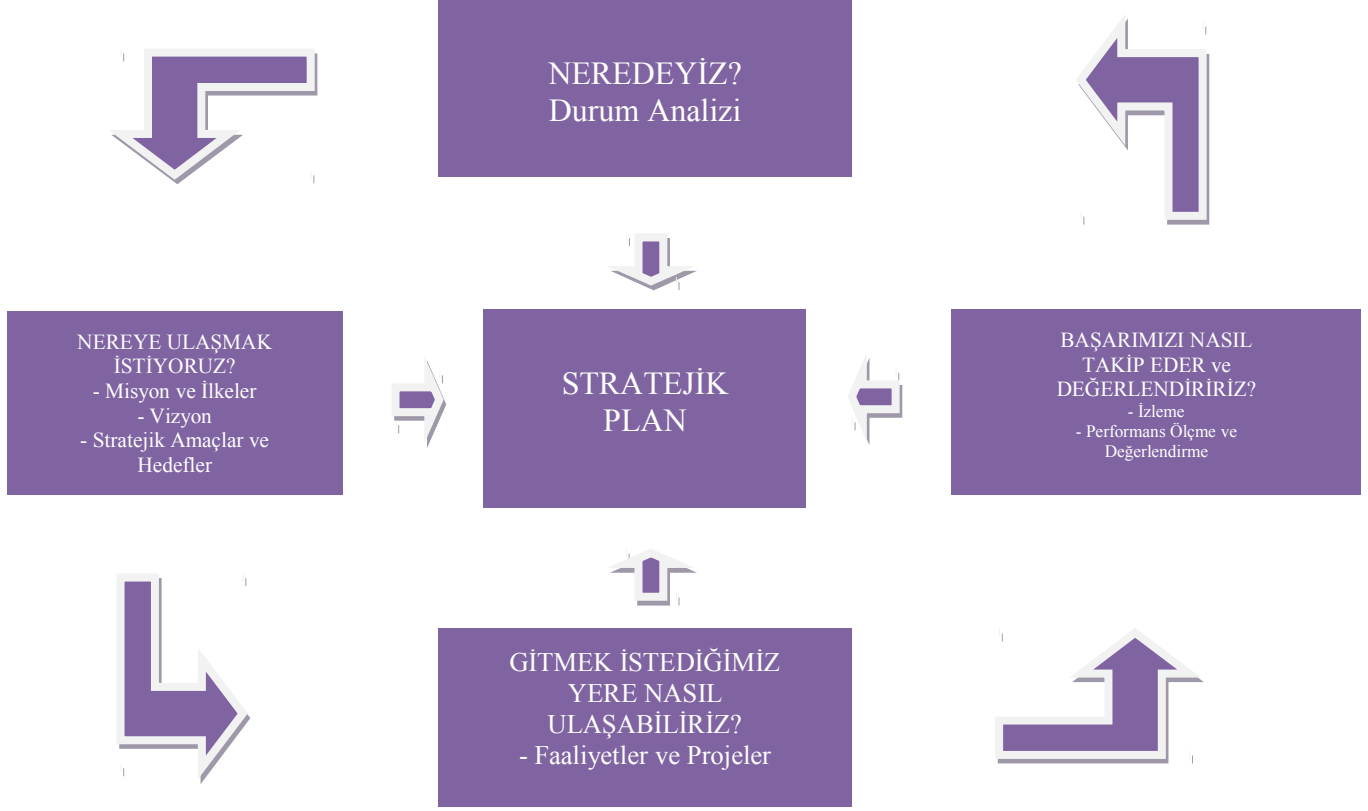 NEREDEYİZ?
Durum Analizi
NEREYE ULAŞMAK
İSTİYORUZ?
- Misyon ve İlkeler
- Vizyon
- Stratejik Amaçlar ve
Hedefler
STRATEJİK
PLAN
BAŞARIMIZI NASIL
TAKİP EDER ve
DEĞERLENDİRİRİZ?
- İzleme
- Performans Ölçme ve
Değerlendirme
GİTMEK İSTEDİĞİMİZ
YERE NASIL
ULAŞABİLİRİZ?
- Faaliyetler ve Projeler